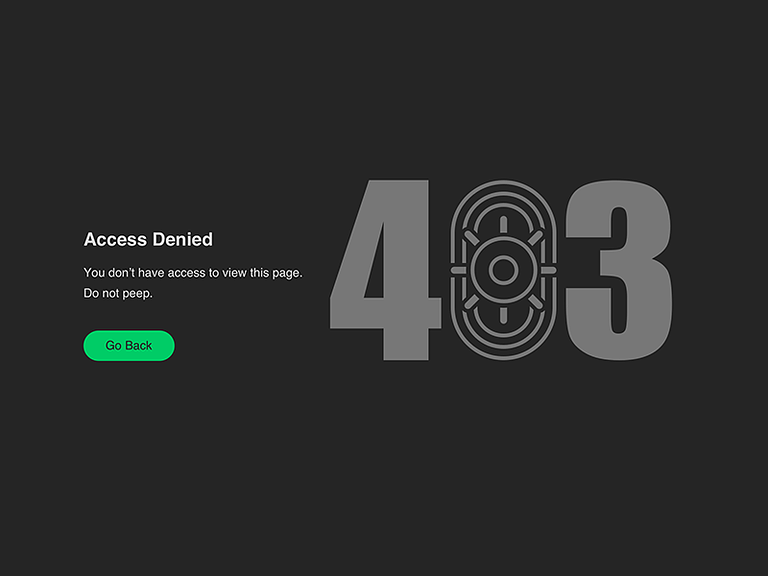 Access Denied
You don’t have access to view this page.
Do not peep.
Go Back
403